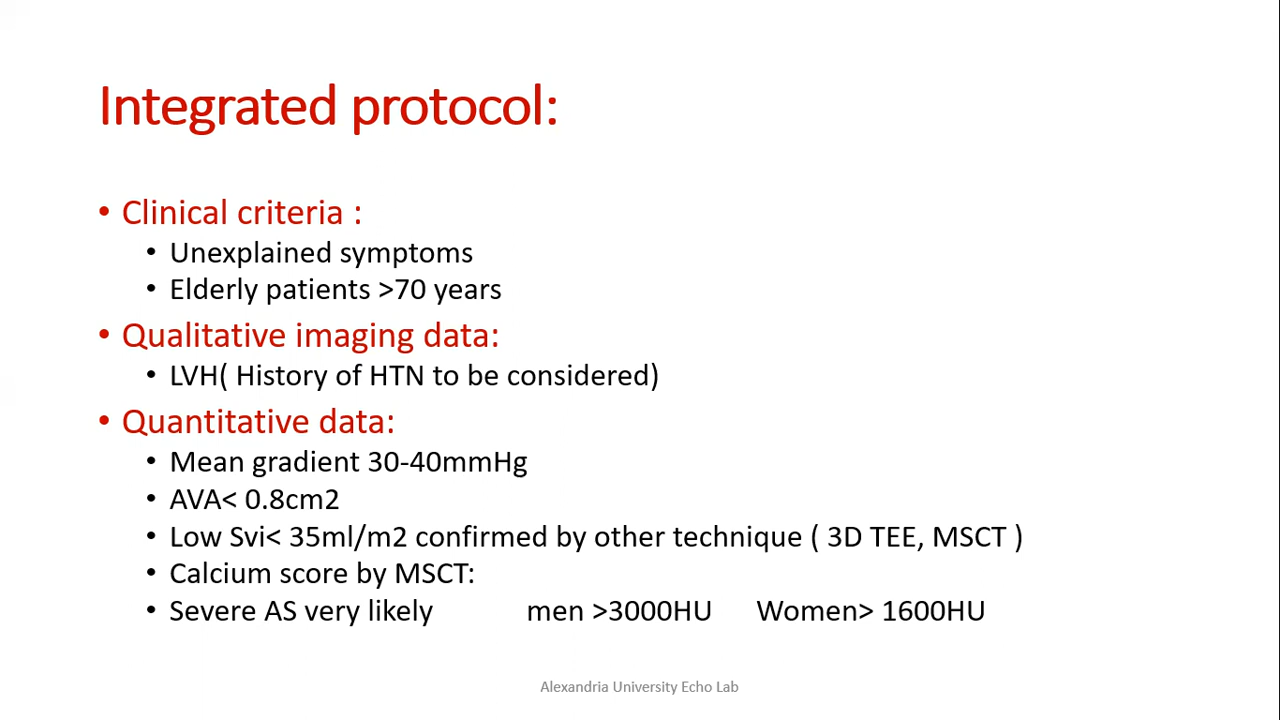 Integrated protocol:
• Clinical criteria :
• Unexplained symptoms
• Elderly patients >70 years
• Qualitative imaging data:
• LVH( History of HTN to be considered)
• Quantitative data:
• Mean gradient 30-40mmHg
• AVA< 0.8cm2
• Low Svi< 35ml/m2 confirmed by other technique ( 3D TEE, MSCT )
• Calcium score by MSCT:
• Severe AS very likely men >3000HU Women> 1600HU
Alexandria University Echo Lab